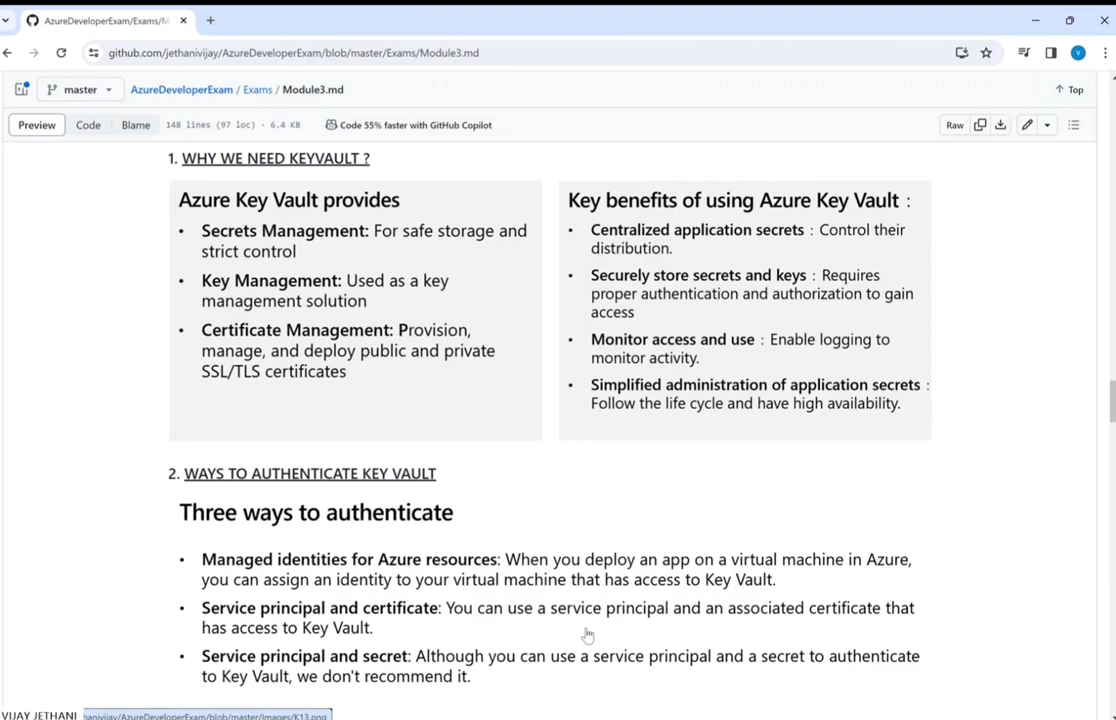 AzureDeveloperExam/Exams/M
github.com/jethanivijay/AzureDeveloperExam/blob/master/Exams/Module3.md
master
AzureDeveloperExam / Exams / Module3.md
Top
Preview
Code
Blame
148 lines (97 loc) · 6.4 KB
Code 55% faster with GitHub Copilot
Raw
1. WHY WE NEED KEYVAULT ?
Azure Key Vault provides
• Secrets Management: For safe storage and
strict control
• Key Management: Used as a key
management solution
• Certificate Management: Provision,
manage, and deploy public and private
SSL/TLS certificates
Key benefits of using Azure Key Vault :
• Centralized application secrets : Control their
distribution.
• Securely store secrets and keys : Requires
proper authentication and authorization to gain
access
• Monitor access and use : Enable logging to
monitor activity.
• Simplified administration of application secrets :
Follow the life cycle and have high availability.
2. WAYS TO AUTHENTICATE KEY VAULT
Three ways to authenticate
• Managed identities for Azure resources: When you deploy an app on a virtual machine in Azure,
you can assign an identity to your virtual machine that has access to Key Vault.
• Service principal and certificate: You can use a service principal and an associated certificate that
has access to Key Vault.
• Service principal and secret: Although you can use a service principal and a secret to authenticate
to Key Vault, we don't recommend it.
VIJAY JETHANI
hanivijay/AzureDeveloperExam/blob/master/Images/K13.png
V